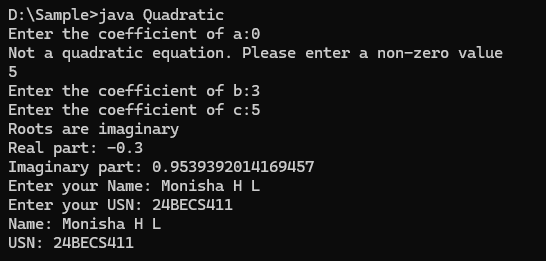 D:\Sample>java Quadratic
Enter the coefficient of a:0
Not a quadratic equation. Please enter a non-zero value
5
Enter the coefficient of b:3
Enter the coefficient of c:5
Roots are imaginary
Real part: -0.3
Imaginary part: 0.9539392014169457
Enter your Name: Monisha H L
Enter your USN: 24BECS411
Name: Monisha H L
USN: 24BECS411